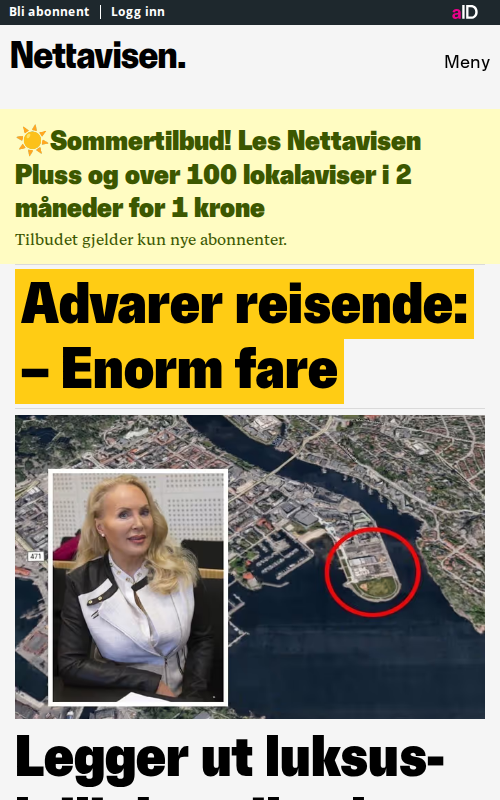 Bli abonnent | Logg inn
aID
Nettavisen.
Meny
☀️Sommertilbud! Les Nettavisen
Pluss og over 100 lokalaviser i 2
måneder for 1 krone
Tilbudet gjelder kun nye abonnenter.
Advarer reisende:
– Enorm fare
471
Legger ut luksus-